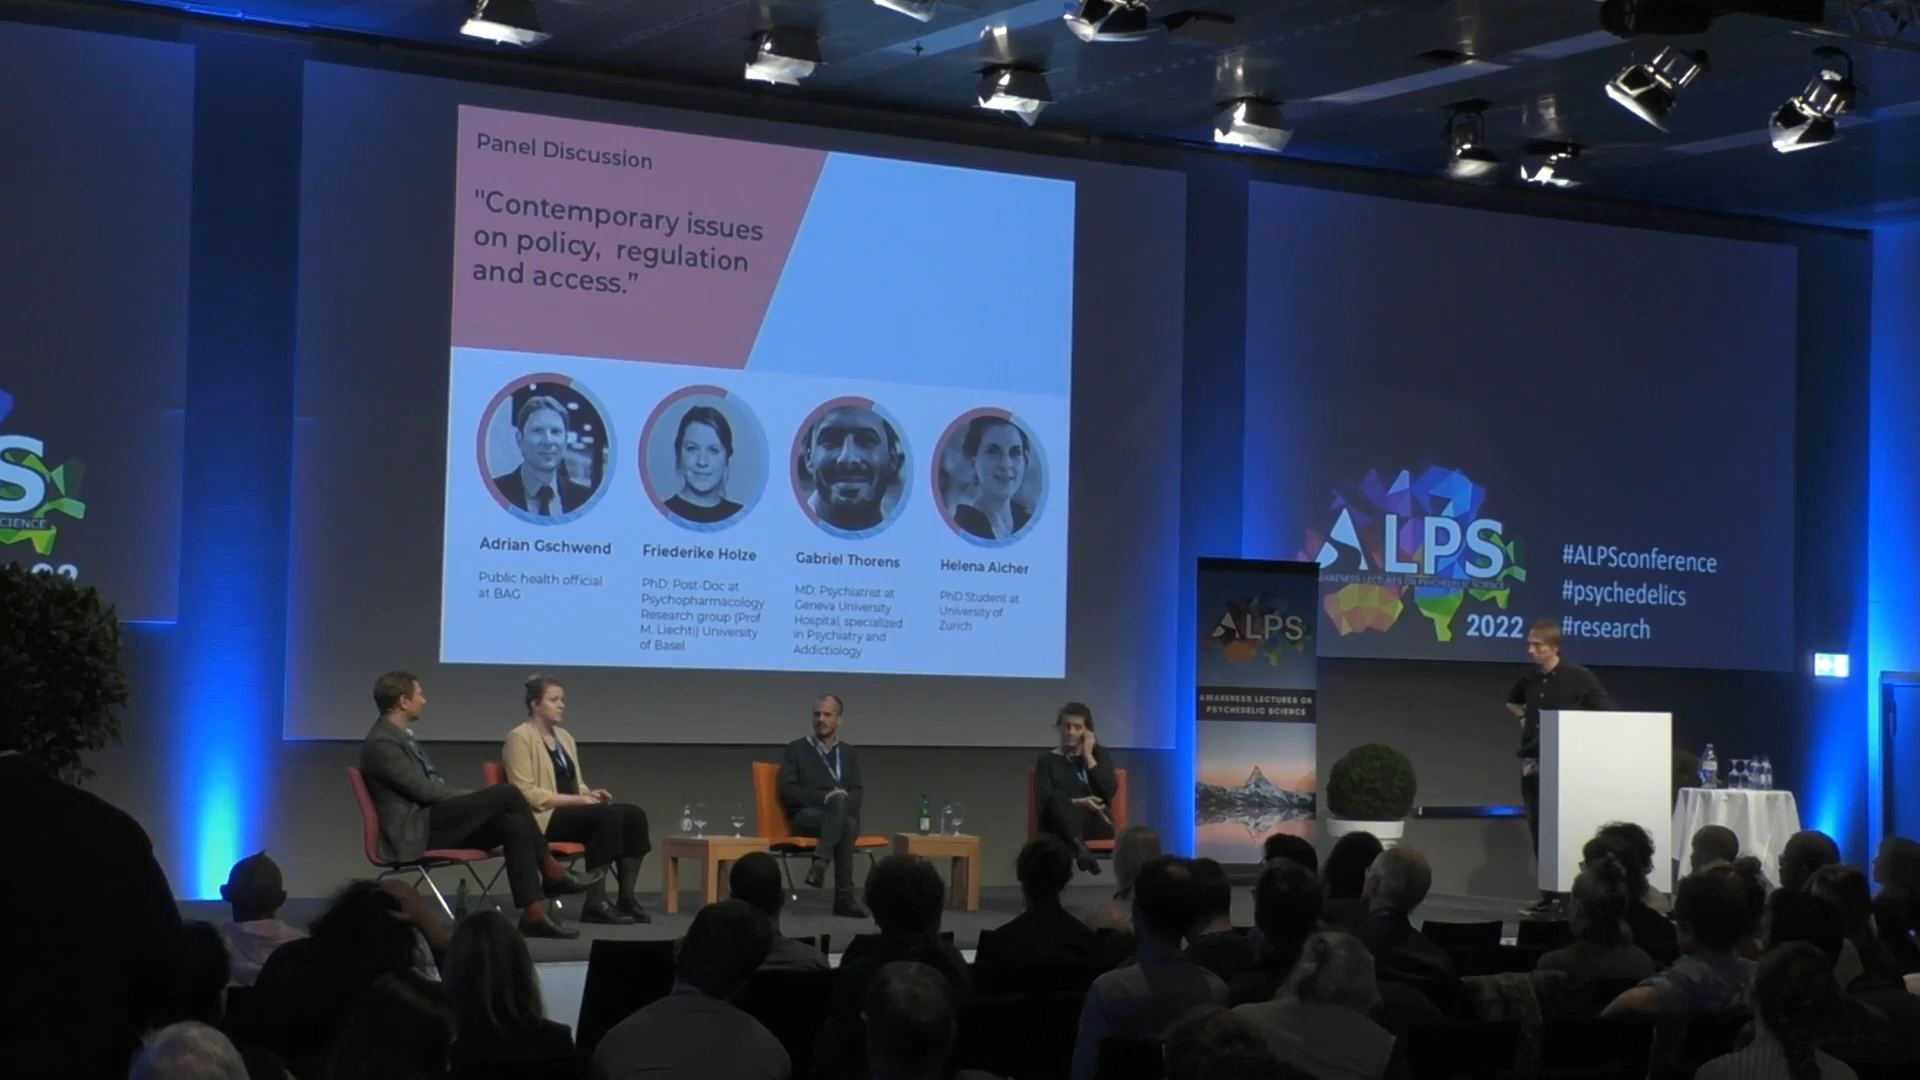 Panel Discussion
"Contemporary issues
on policy, regulation
and access.”
Adrian Gschwend
Public health official
at BAG
Friederike Holze
PhD; Post-Doc at
Psychopharmacology
Research group (Prof.
M. Liechti) University
of Basel
Gabriel Thorens
MD; Psychiatrist at
Geneva University
Hospital, specialized
in Psychiatry and
Addictiology
Helena Aicher
PhD Student at
University of
Zurich
S
CIENCE
ALPS
AWARENESS LECTURES ON PSYCHEDELIC SCIENCE
2022
#ALPSconference
#psychedelics
#research
ALPS
AWARENESS LECTURES ON
PSYCHEDELIC SCIENCE